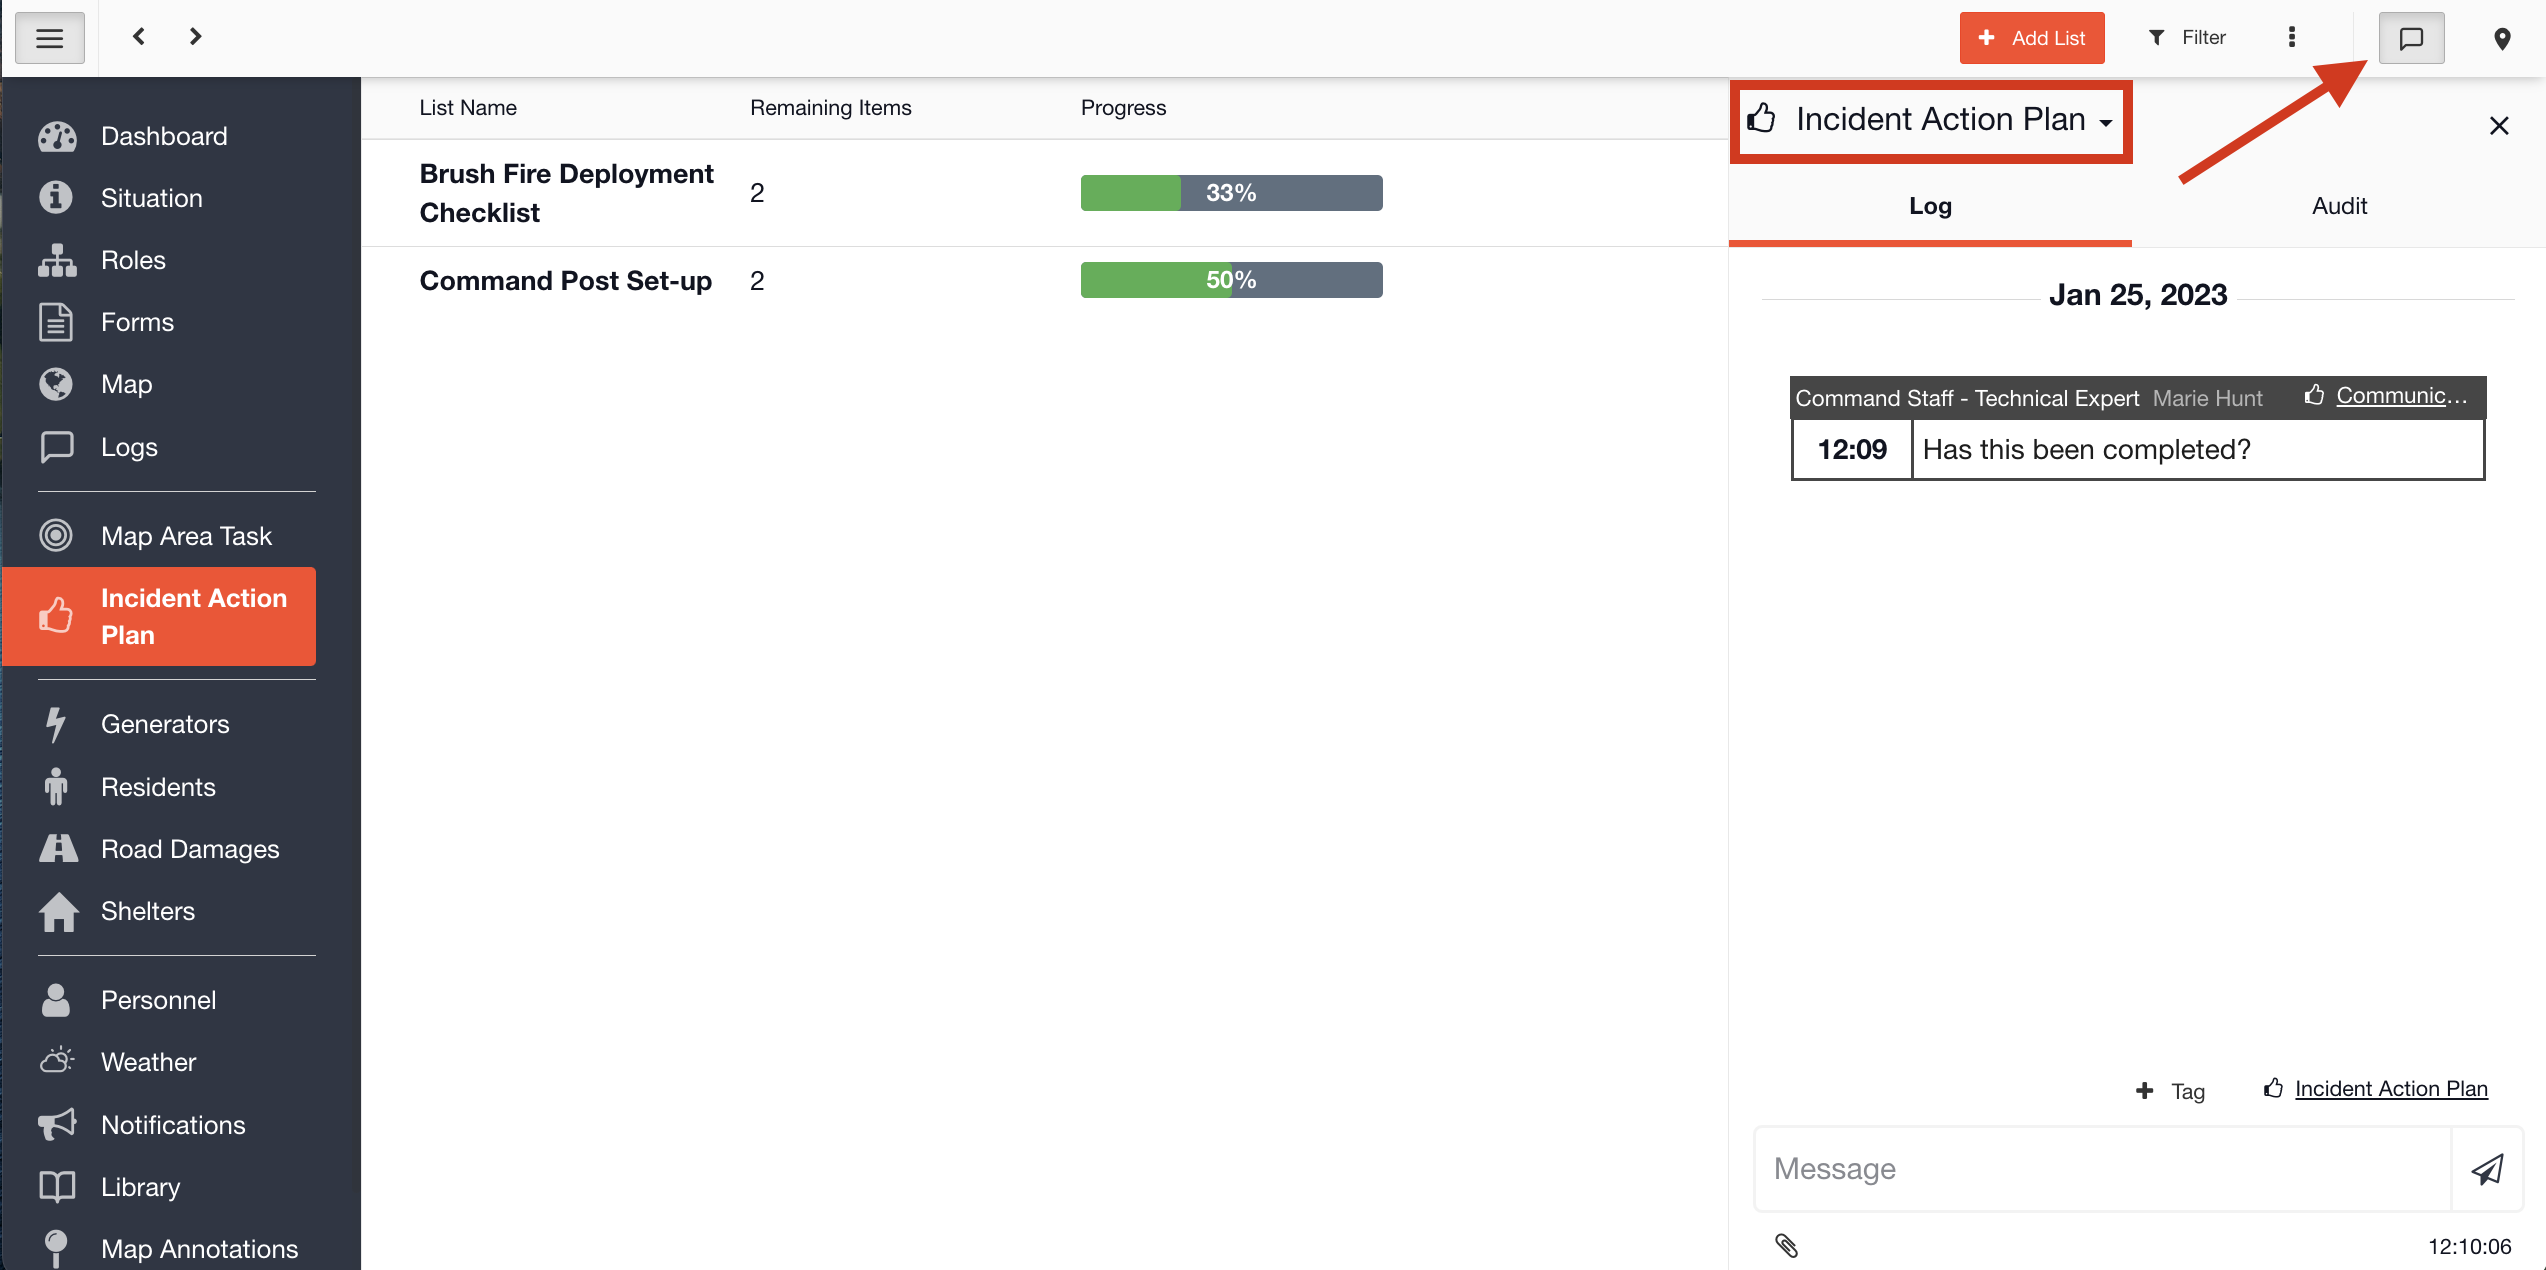 Add List
Filter
Dashboard
Situation
Roles
Forms
Map
Logs
Map Area Task
Incident Action
Plan
Generators
Residents
Road Damages
Shelters
Personnel
Weather
Notifications
Library
Map Annotations
List Name Remaining Items Progress
Brush Fire Deployment
Checklist
2
33%
Command Post Set-up 2 50%
Incident Action Plan
Log Audit
Jan 25, 2023
Command Staff - Technical Expert Marie Hunt Communic...
12:09 Has this been completed?
Tag Incident Action Plan
Message
12:10:06